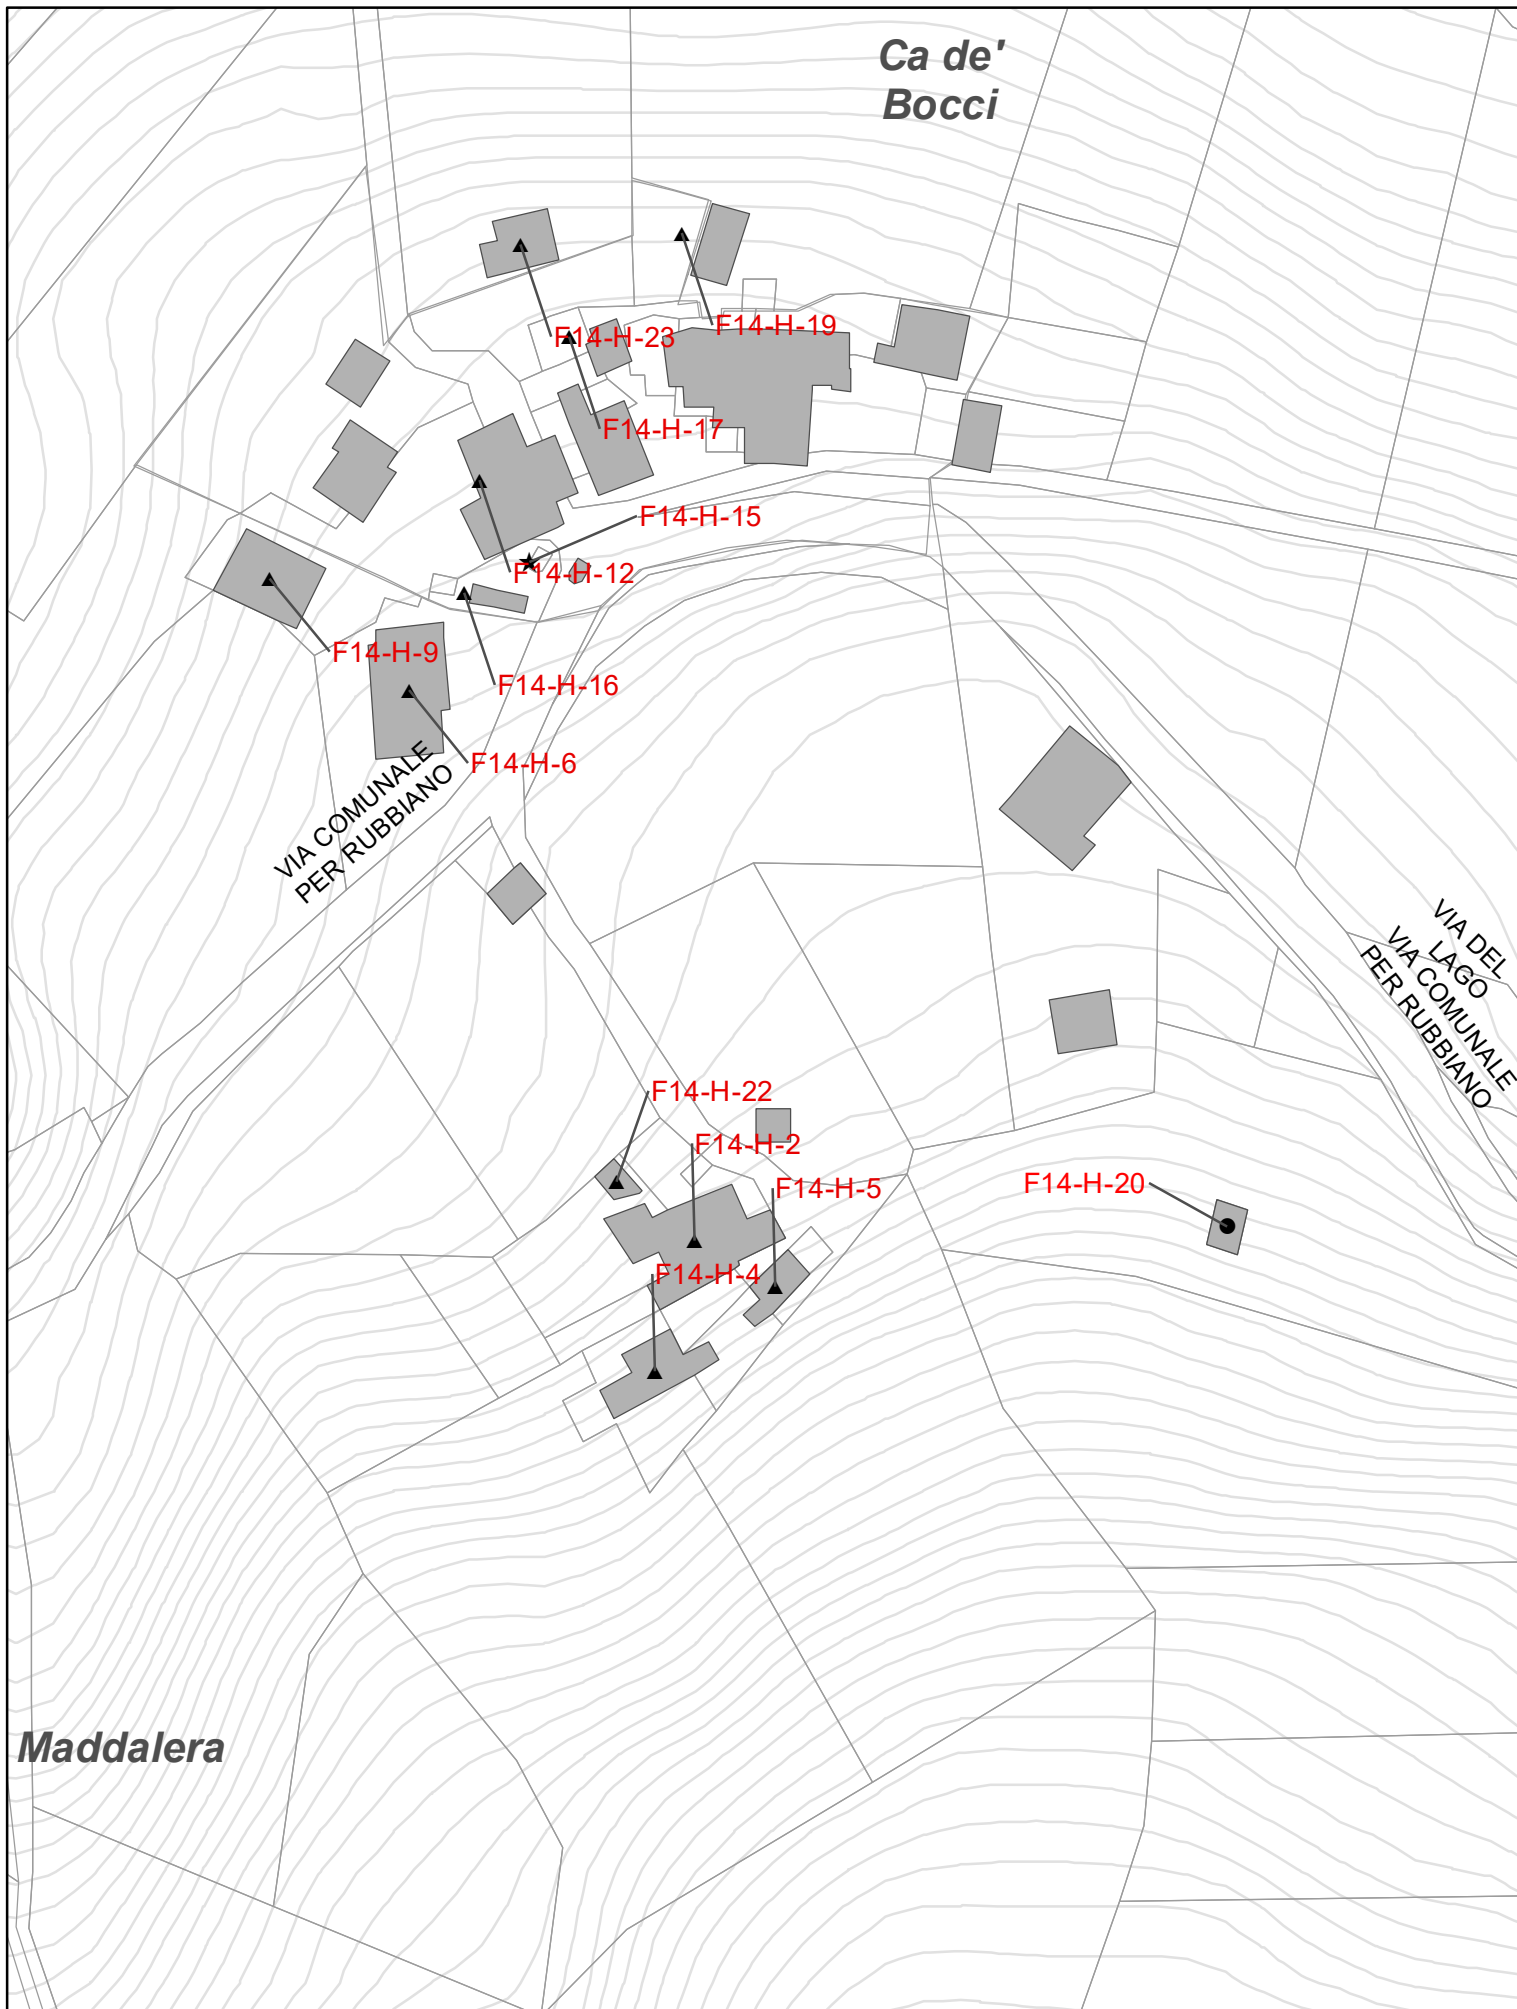 Ca de'
Bocci
F14-H-19
F14-H-23
F14-H-17
F14-H-15
F14-H-12
F14-H-9
F14-H-16
F14-H-6
VIA COMUNALE
PER RUBBIANO
VIA DEL
LAGO
VIA COMUNALE
PER RUBBIANO
F14-H-22
F14-H-2
F14-H-5
F14-H-20
F14-H-4
Maddalera